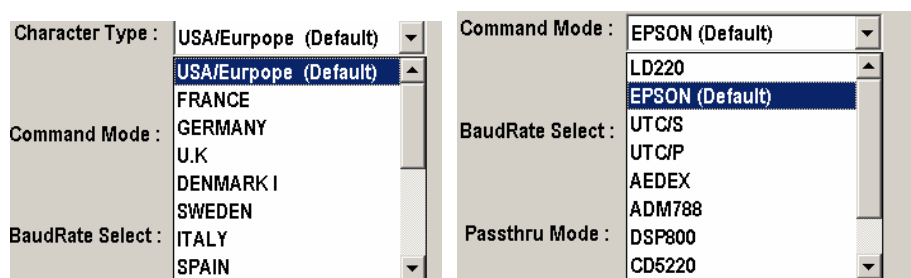 Character Type : USA/Eurpope (Default)
USA/Eurpope (Default)
FRANCE
Command Mode : GERMANY
U.K
DENMARK I
SWEDEN
BaudRate Select : ITALY
SPAIN
Command Mode : EPSON (Default)
LD220
EPSON (Default)
BaudRate Select : UTC/S
UTC/P
AEDEX
ADM788
Passthru Mode : DSP800
CD5220